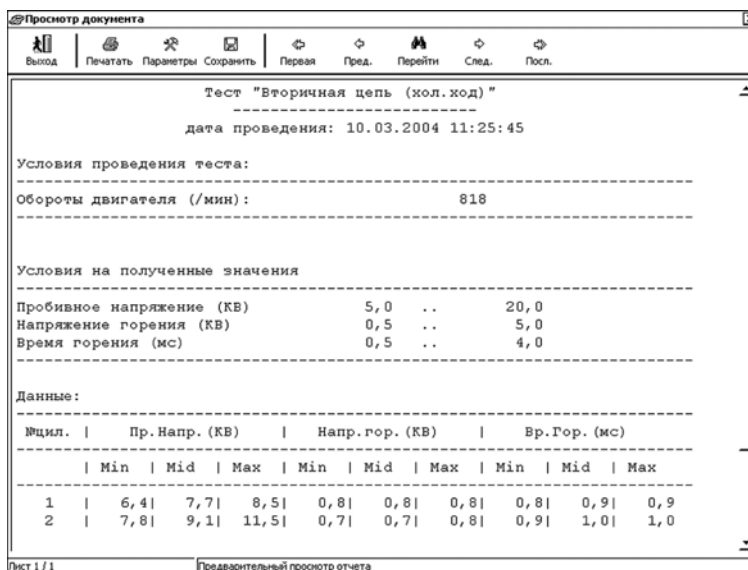 Просмотр документа
Выход Печатать Параметры Сохранить Первая Пред. Перейти След. Посл.
Тест "Вторичная цепь (хол.ход)"
---------------------------
дата проведения: 10.03.2004 11:25:45
Условия проведения теста:
Обороты двигателя (/мин): 818
Условия на полученные значения
Пробивное напряжение (КВ) 5,0 .. 20,0
Напряжение горения (КВ) 0,5 .. 5,0
Время горения (мс) 0,5 .. 4,0
Данные:
№цил. | Пр.Напр.(КВ) | Напр.гор.(КВ) | Вр.Гор.(мс)
| Min | Mid | Max | Min | Mid | Max | Min | Mid | Max
1 | 6,4| 7,7| 8,5| 0,8| 0,8| 0,8| 0,8| 0,9| 0,9
2 | 7,8| 9,1| 11,5| 0,7| 0,7| 0,8| 0,9| 1,0| 1,0
Лист 1 / 1 Предварительный просмотр отчета